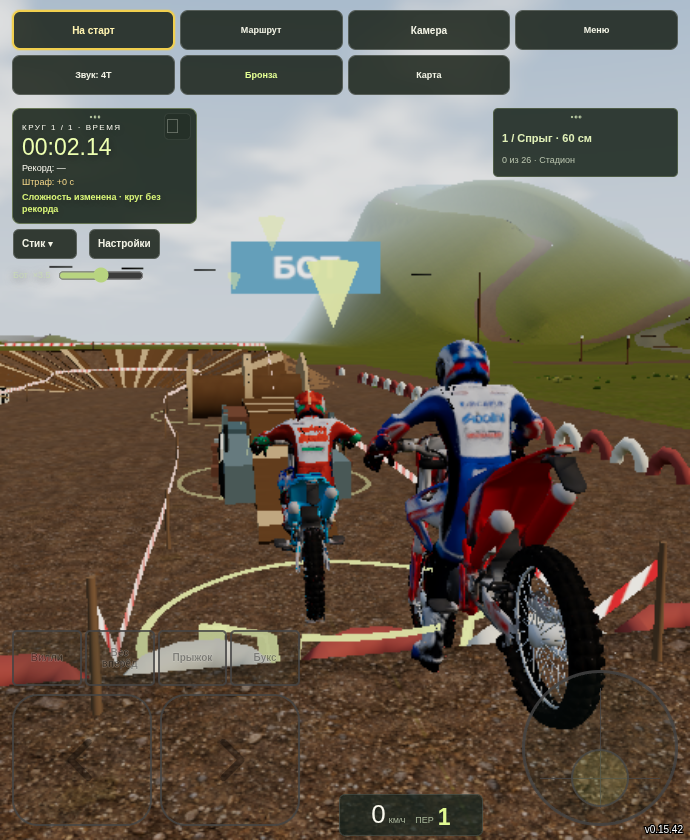 На старт
Маршрут
Камера
Меню
Звук: 4Т
Бронза
Карта
КРУГ 1 / 1 · ВРЕМЯ
00:02.14
Рекорд: —
Штраф: +0 с
Сложность изменена · круг без
рекорда
1 / Спрыг · 60 см
0 из 26 · Стадион
Стик ▾
Настройки
БОТ
Прыжок
Букс
0 КМ/Ч ПЕР 1
v0.15.42